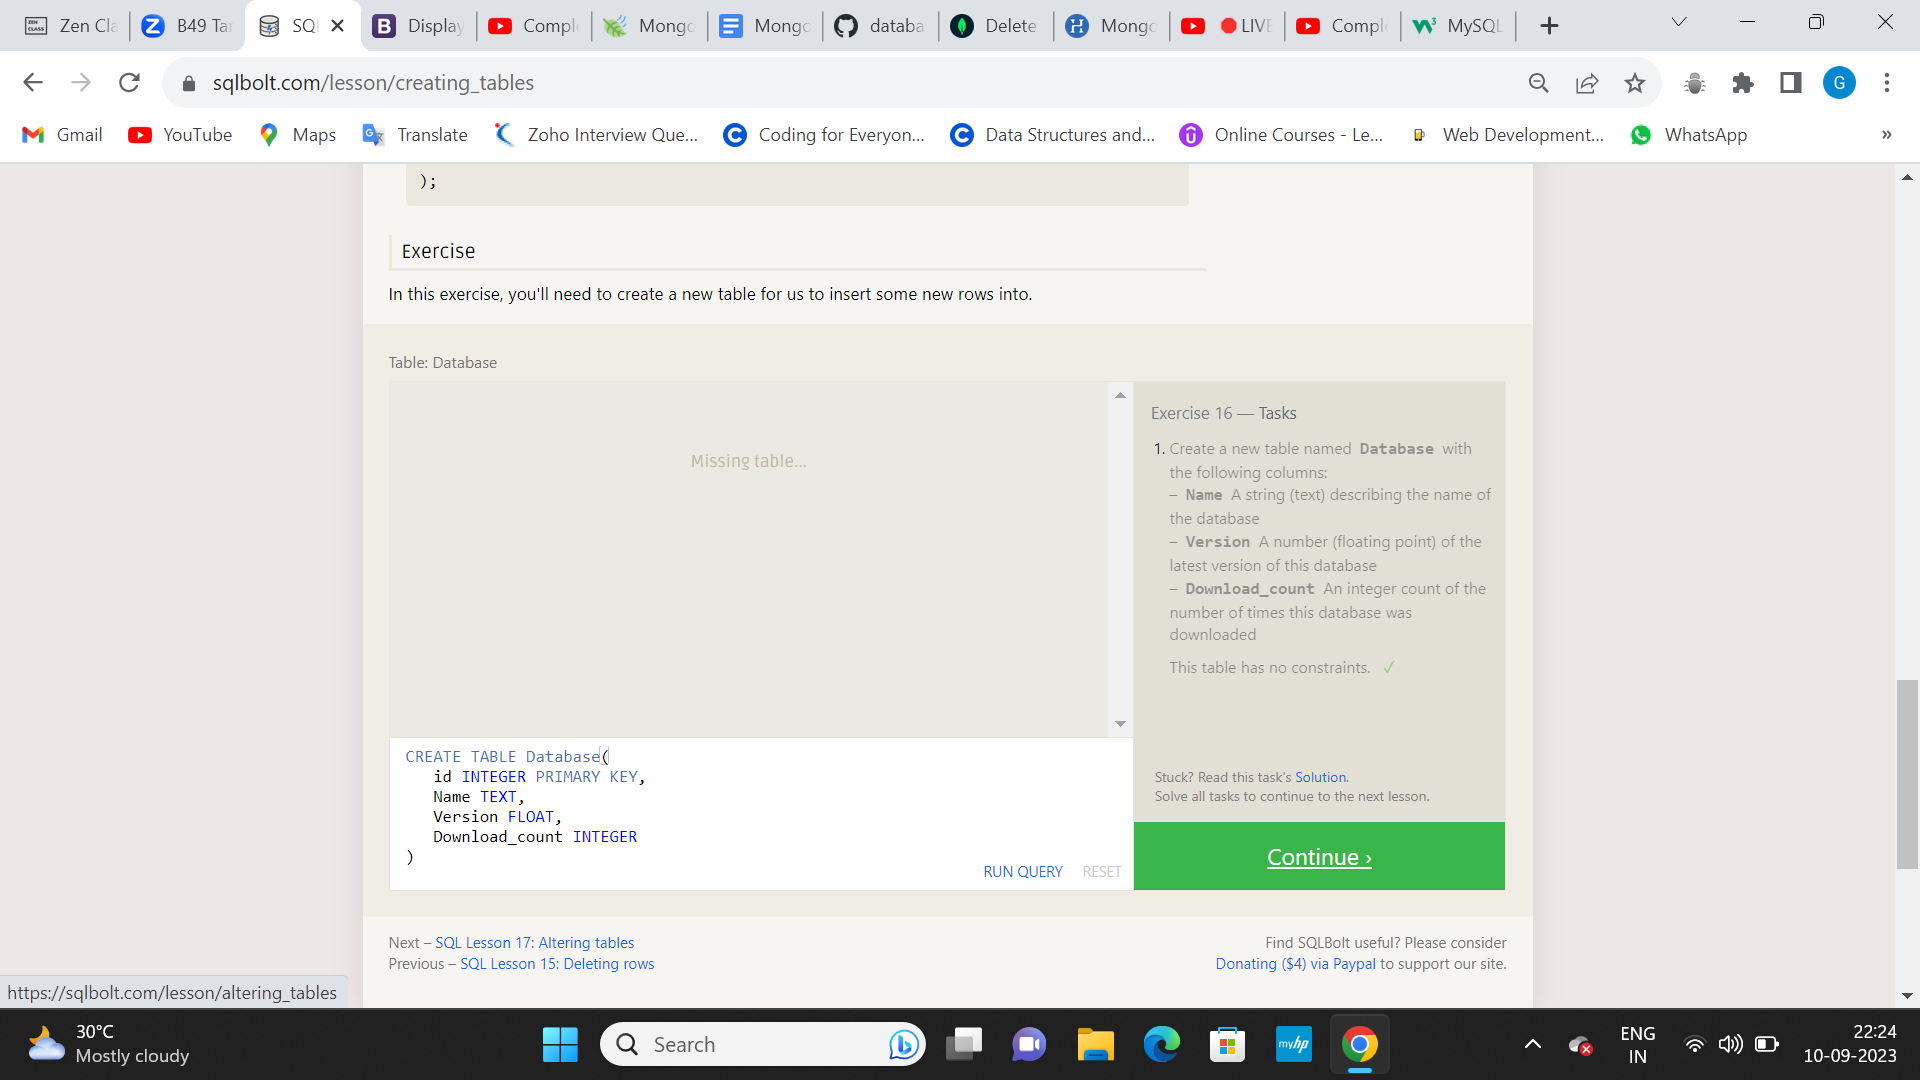 Zen Cla
B49 Tar
SQ
Display
Compl
Mongo
Mongo
databa
Delete
Mongo
LIVE
Compl
MySQL
sqlbolt.com/lesson/creating_tables
G
Gmail
YouTube
Maps
Translate
Zoho Interview Que...
Coding for Everyon...
Data Structures and...
Online Courses - Le...
Web Development...
WhatsApp
»
);
Exercise
In this exercise, you'll need to create a new table for us to insert some new rows into.
Table: Database
Missing table...
Exercise 16 — Tasks
1. Create a new table named Database with
the following columns:
– Name A string (text) describing the name of
the database
– Version A number (floating point) of the
latest version of this database
– Download_count An integer count of the
number of times this database was
downloaded
This table has no constraints. ✓
CREATE TABLE Database(
id INTEGER PRIMARY KEY,
Name TEXT,
Version FLOAT,
Download_count INTEGER
)
RUN QUERY RESET
Stuck? Read this task's Solution.
Solve all tasks to continue to the next lesson.
Continue ›
Next – SQL Lesson 17: Altering tables
Previous – SQL Lesson 15: Deleting rows
Find SQLBolt useful? Please consider
Donating ($4) via Paypal to support our site.
https://sqlbolt.com/lesson/altering_tables
30°C
Mostly cloudy
Search
myhp
ENG
IN
22:24
10-09-2023